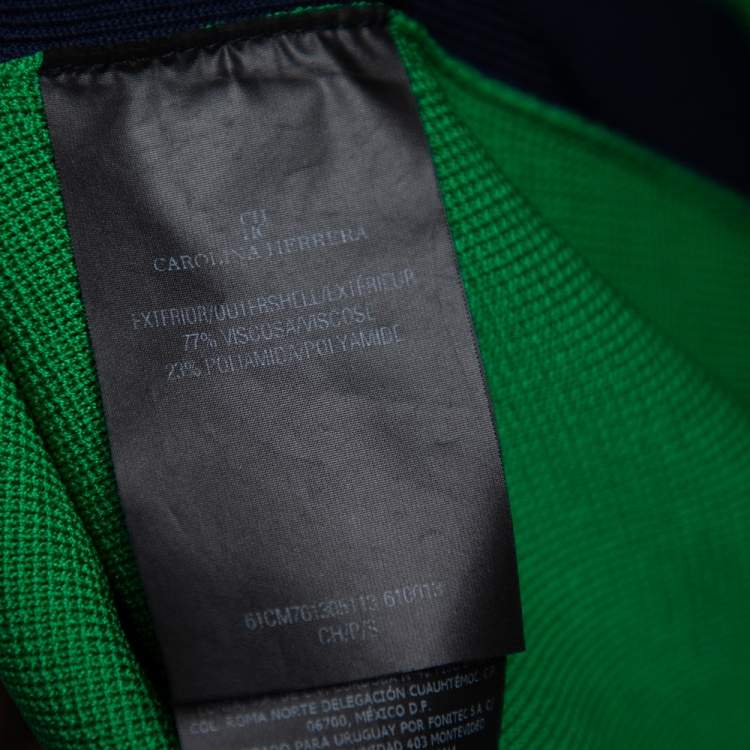 CH
HC
CAROLINA HERRERA
EXTERIOR/OUTERSHELL/EXTÉRIEUR
77% VISCOSA/VISCOSE
23% POLIAMIDA/POLYAMIDE
61CM761305113 610013
CH/P/S
COL. ROMA NORTE DELEGACIÓN CUAUHTÉMOC
06700, MÉXICO D.F.
PARA URUGUAY POR FONITEC S.A
403 MONTEVIDEO